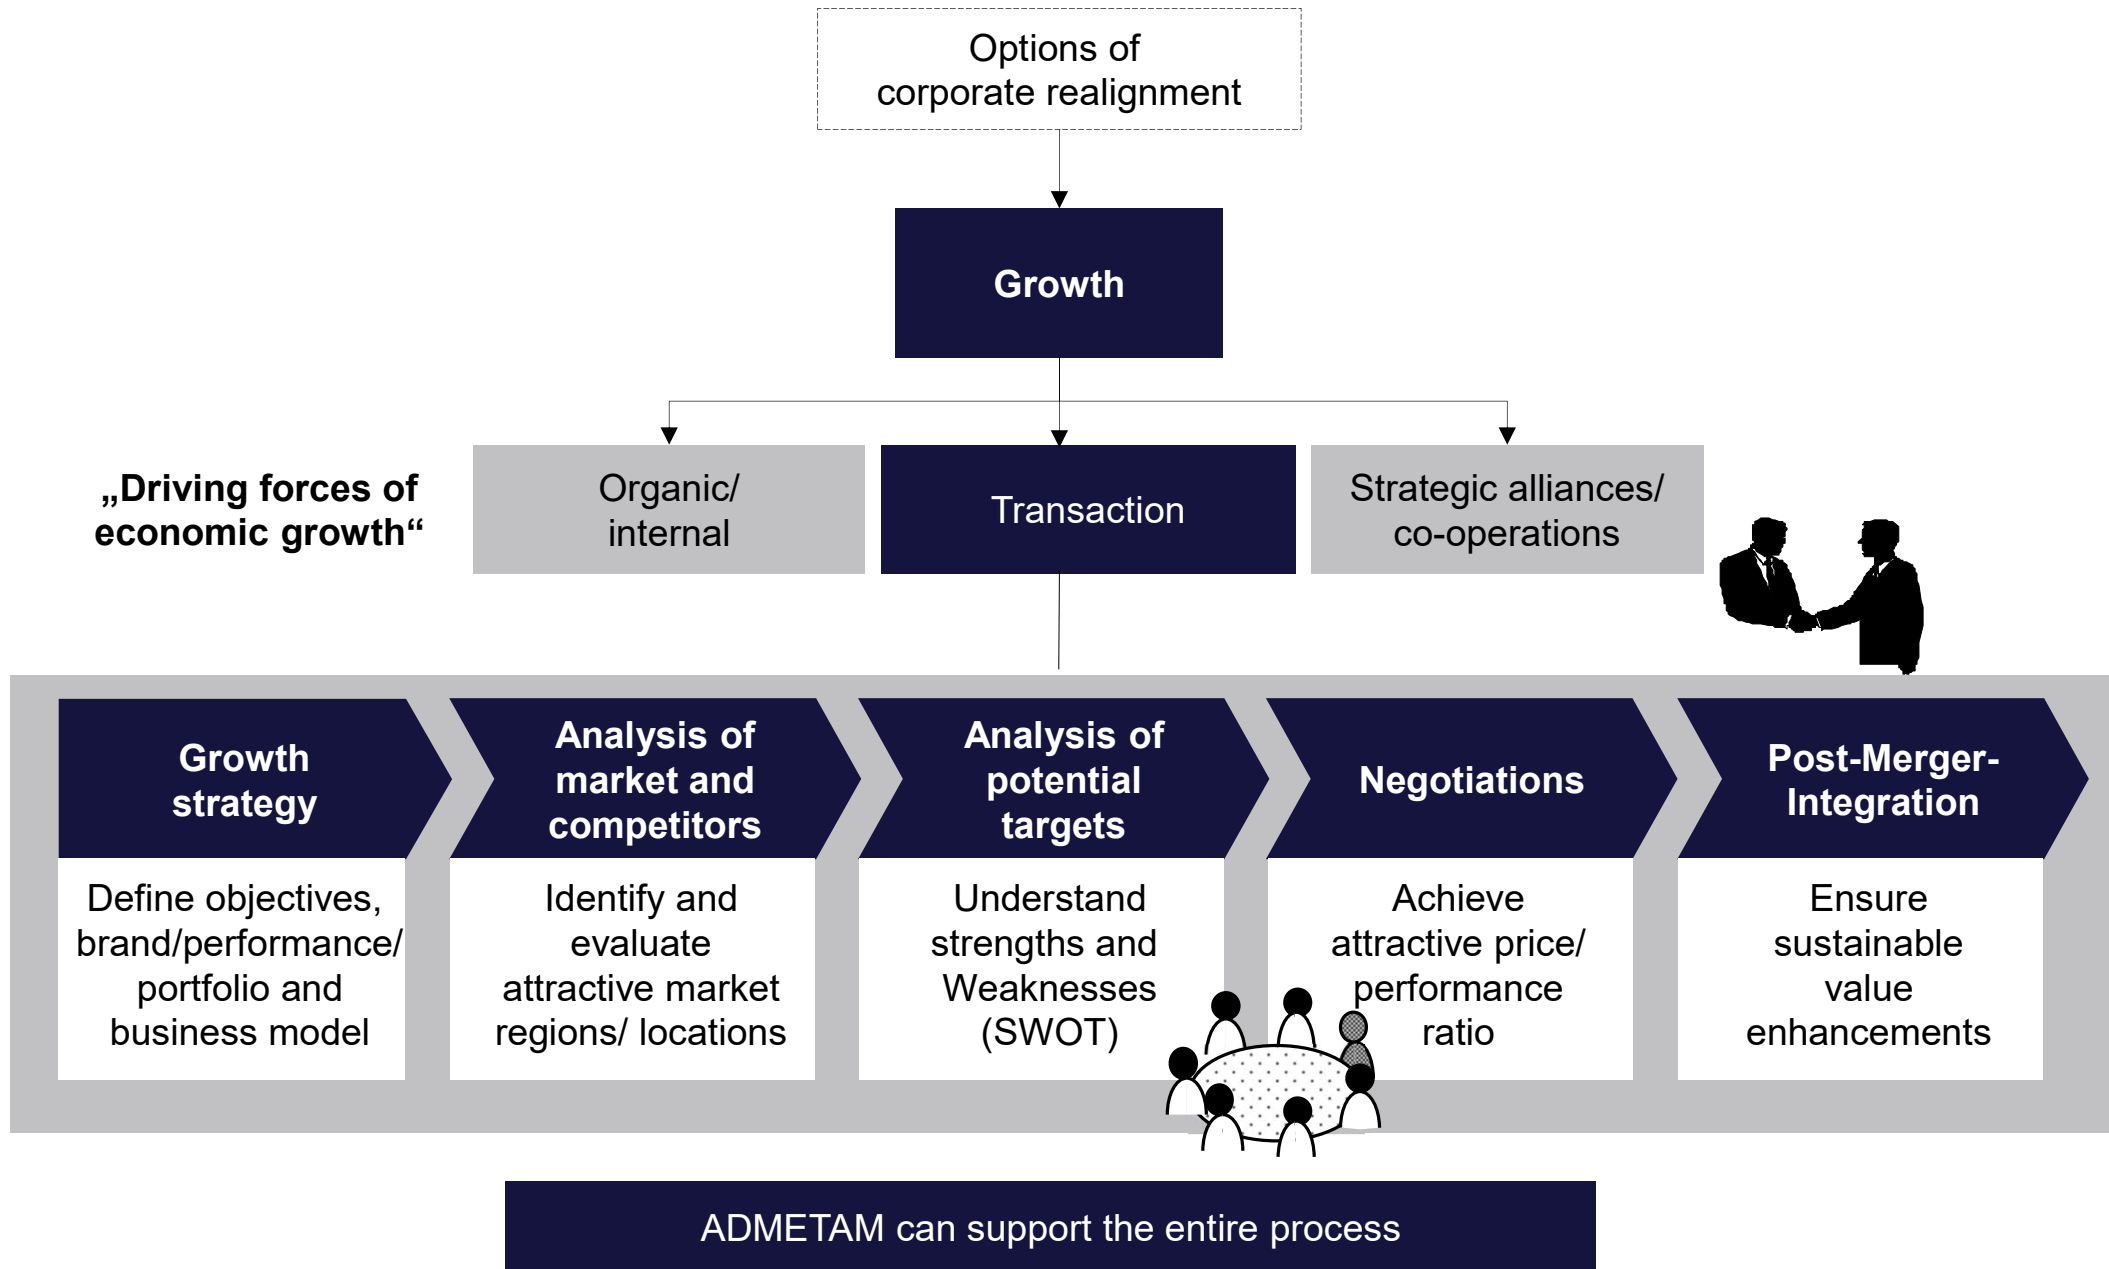 Options of
corporate realignment
Growth
„Driving forces of
economic growth“
Organic/
internal
Transaction
Strategic alliances/
co-operations
Growth
strategy
Analysis of
market and
competitors
Analysis of
potential
targets
Negotiations
Post-Merger-
Integration
Define objectives,
brand/performance/
portfolio and
business model
Identify and
evaluate
attractive market
regions/ locations
Understand
strengths and
Weaknesses
(SWOT)
Achieve
attractive price/
performance
ratio
Ensure
sustainable
value
enhancements
ADMETAM can support the entire process